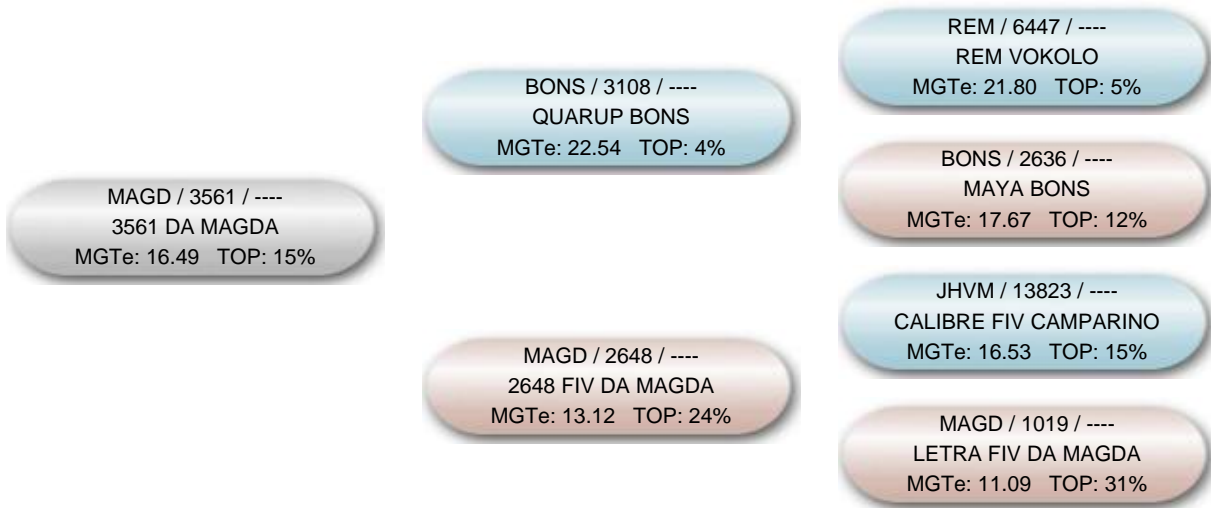 MAGD / 3561 / ----
3561 DA MAGDA
MGTe: 16.49 TOP: 15%
BONS / 3108 / ----
QUARUP BONS
MGTe: 22.54 TOP: 4%
MAGD / 2648 / ----
2648 FIV DA MAGDA
MGTe: 13.12 TOP: 24%
REM / 6447 / ----
REM VOKOLO
MGTe: 21.80 TOP: 5%
BONS / 2636 / ----
MAYA BONS
MGTe: 17.67 TOP: 12%
JHVM / 13823 / ----
CALIBRE FIV CAMPARINO
MGTe: 16.53 TOP: 15%
MAGD / 1019 / ----
LETRA FIV DA MAGDA
MGTe: 11.09 TOP: 31%